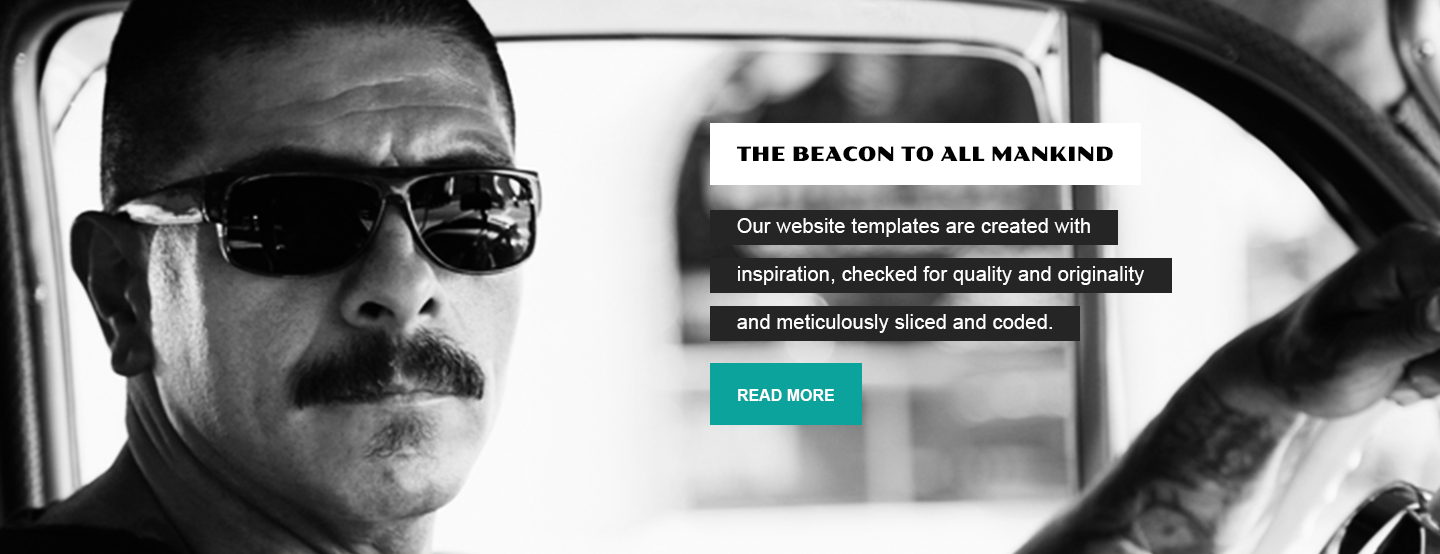 THE BEACON TO ALL MANKIND
Our website templates are created with
inspiration, checked for quality and originality
and meticulously sliced and coded.
READ MORE